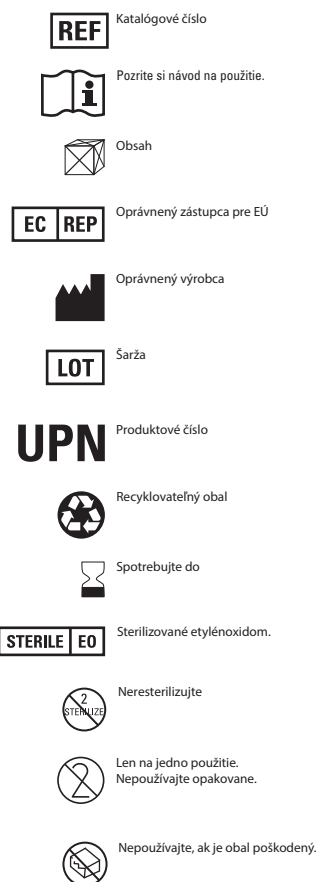 REF Katalógové číslo
i Pozrite si návod na použitie.
Obsah
EC REP Oprávnený zástupca pre EÚ
Oprávnený výrobca
LOT Šarža
UPN Produktové číslo
Recyklovateľný obal
Spotrebujte do
STERILE EO Sterilizované etylénoxidom.
2
STERILIZE Neresterilizujte
2 Len na jedno použitie.
Nepoužívajte opakovane.
Nepoužívajte, ak je obal poškodený.